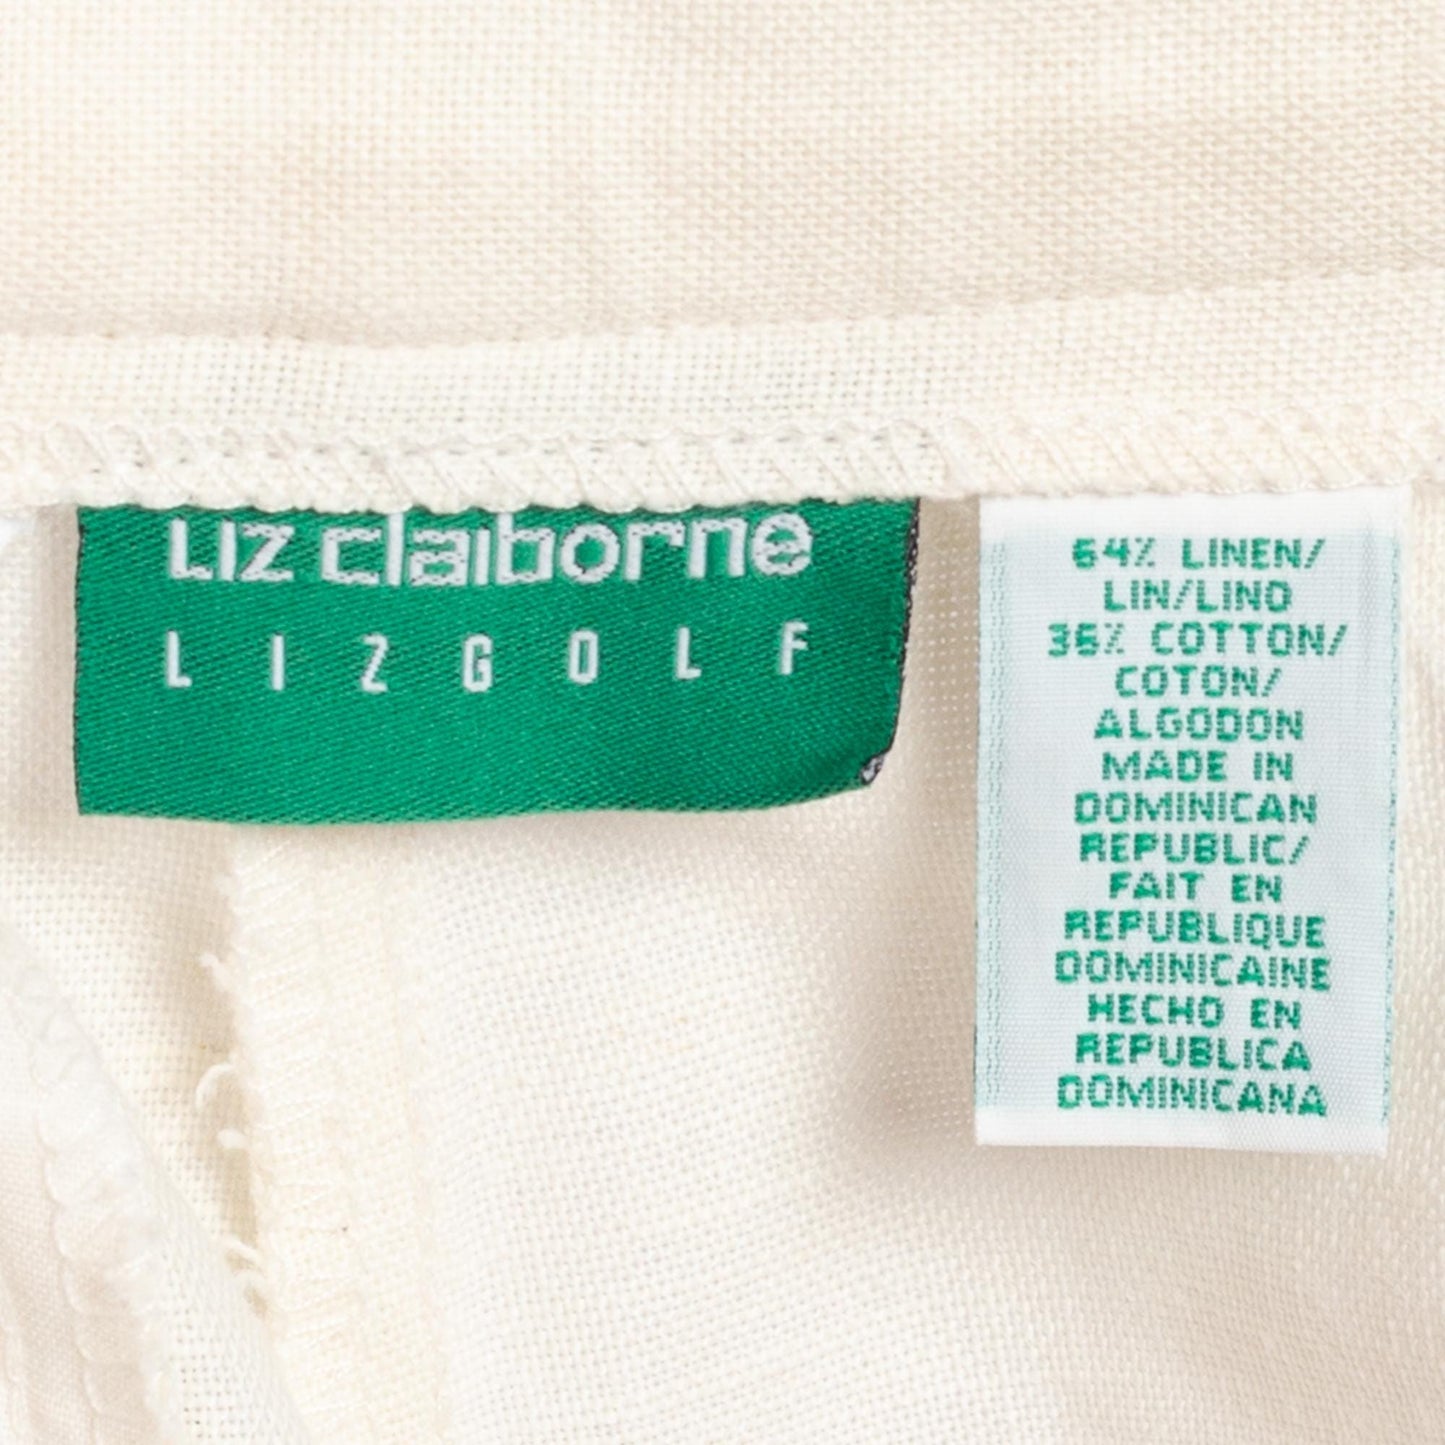 Liz claiborne
LIZGOLF
64% LINEN/
LIN/LINO
36% COTTON/
COTON/
ALGODON
MADE IN
DOMINICAN
REPUBLIC/
FAIT EN
REPUBLIQUE
DOMINICAINE
HECHO EN
REPUBLICA
DOMINICANA